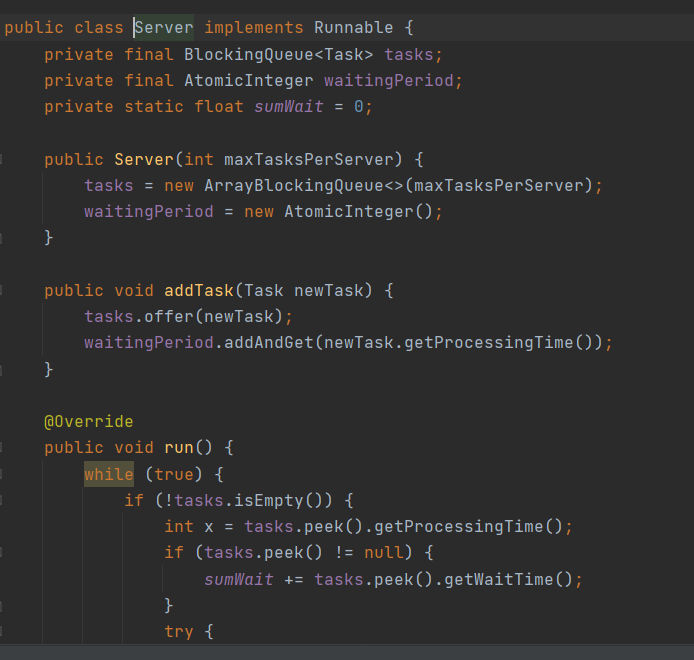 public class Server implements Runnable {
    private final BlockingQueue<Task> tasks;
    private final AtomicInteger waitingPeriod;
    private static float sumWait = 0;

    public Server(int maxTasksPerServer) {
        tasks = new ArrayBlockingQueue<>(maxTasksPerServer);
        waitingPeriod = new AtomicInteger();
    }

    public void addTask(Task newTask) {
        tasks.offer(newTask);
        waitingPeriod.addAndGet(newTask.getProcessingTime());
    }

    @Override
    public void run() {
        while (true) {
            if (!tasks.isEmpty()) {
                int x = tasks.peek().getProcessingTime();
                if (tasks.peek() != null) {
                    sumWait += tasks.peek().getWaitTime();
                }
                try {